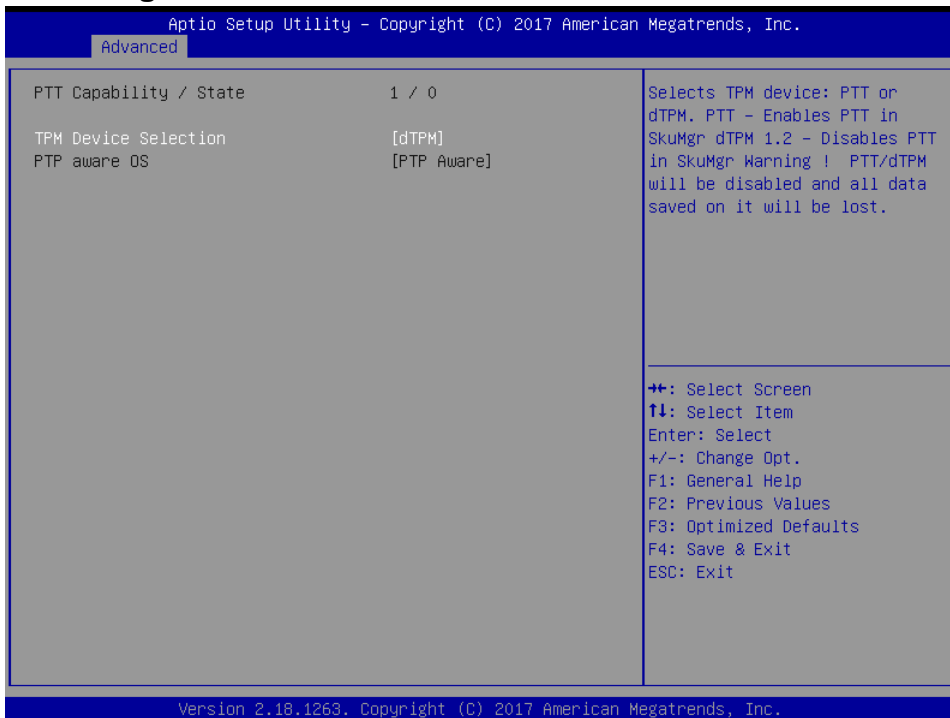 Aptio Setup Utility – Copyright (C) 2017 American Megatrends, Inc.
Advanced
PTT Capability / State 1 / 0
TPM Device Selection [dTPM]
PTP aware OS [PTP Aware]
Selects TPM device: PTT or
dTPM. PTT – Enables PTT in
SkuMgr dTPM 1.2 – Disables PTT
in SkuMgr Warning ! PTT/dTPM
will be disabled and all data
saved on it will be lost.
→←: Select Screen
↑↓: Select Item
Enter: Select
+/-: Change Opt.
F1: General Help
F2: Previous Values
F3: Optimized Defaults
F4: Save & Exit
ESC: Exit
Version 2.18.1263. Copyright (C) 2017 American Megatrends, Inc.